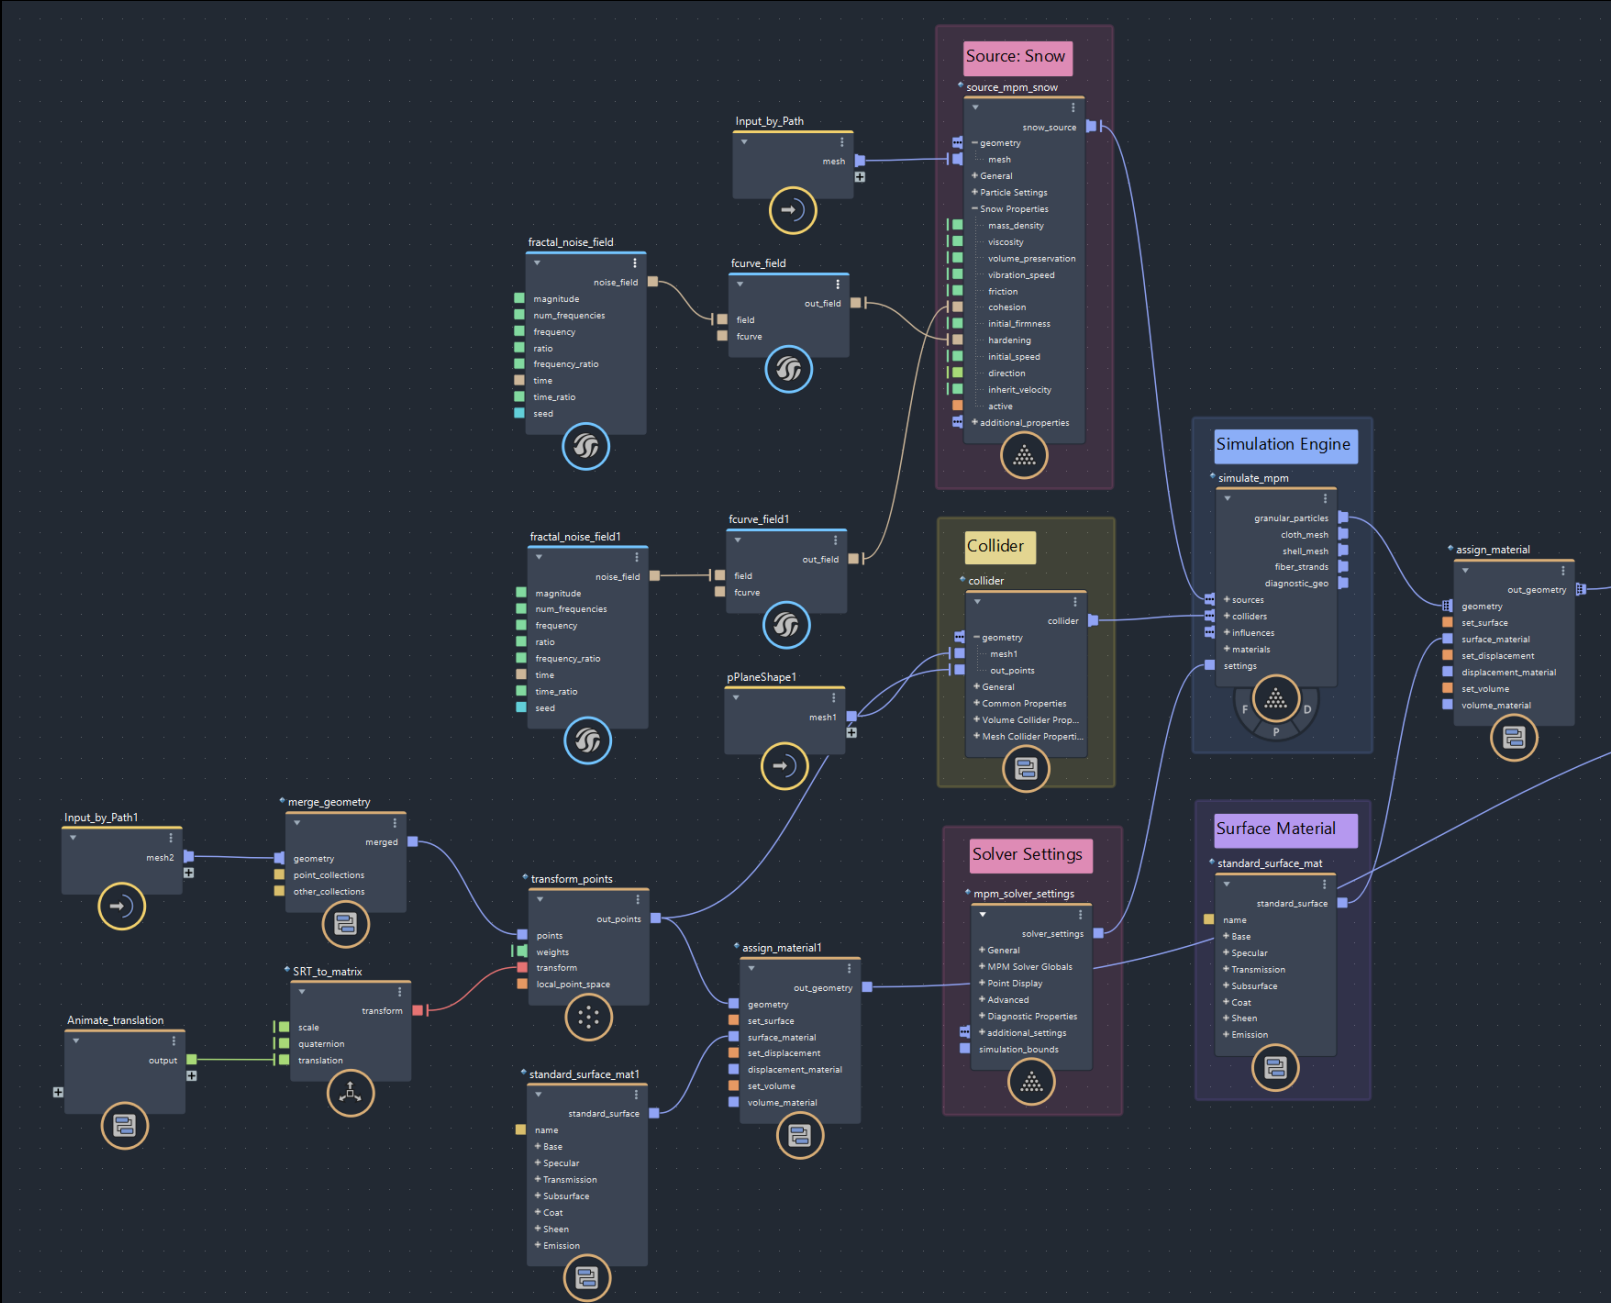 Source: Snow
source_mpm_snow
snow_source
geometry
mesh
General
Particle Settings
Snow Properties
mass_density
viscosity
volume_preservation
vibration_speed
friction
cohesion
initial_firmness
hardening
initial_speed
direction
inherit_velocity
active
additional_properties
Input_by_Path
mesh
fractal_noise_field
noise_field
magnitude
num_frequencies
frequency
ratio
frequency_ratio
time
time_ratio
seed
fcurve_field
out_field
field
fcurve
Simulation Engine
simulate_mpm
granular_particles
cloth_mesh
shell_mesh
fiber_strands
diagnostic_geo
sources
colliders
influences
materials
settings
F
D
P
fcurve_field1
out_field
field
fcurve
fractal_noise_field1
noise_field
magnitude
num_frequencies
frequency
ratio
frequency_ratio
time
time_ratio
seed
Collider
collider
collider
geometry
mesh1
out_points
General
Common Properties
Volume Collider Prop...
Mesh Collider Properti...
assign_material
out_geometry
geometry
set_surface
surface_material
set_displacement
displacement_material
set_volume
volume_material
pPlaneShape1
mesh1
Input_by_Path1
mesh2
merge_geometry
merged
geometry
point_collections
other_collections
transform_points
out_points
points
weights
transform
local_point_space
Solver Settings
mpm_solver_settings
solver_settings
General
MPM Solver Globals
Point Display
Advanced
Diagnostic Properties
additional_settings
simulation_bounds
Surface Material
standard_surface_mat
standard_surface
name
Base
Specular
Transmission
Subsurface
Coat
Sheen
Emission
SRT_to_matrix
transform
scale
quaternion
translation
Animate_translation
output
assign_material1
out_geometry
geometry
set_surface
surface_material
set_displacement
displacement_material
set_volume
volume_material
standard_surface_mat1
standard_surface
name
Base
Specular
Transmission
Subsurface
Coat
Sheen
Emission